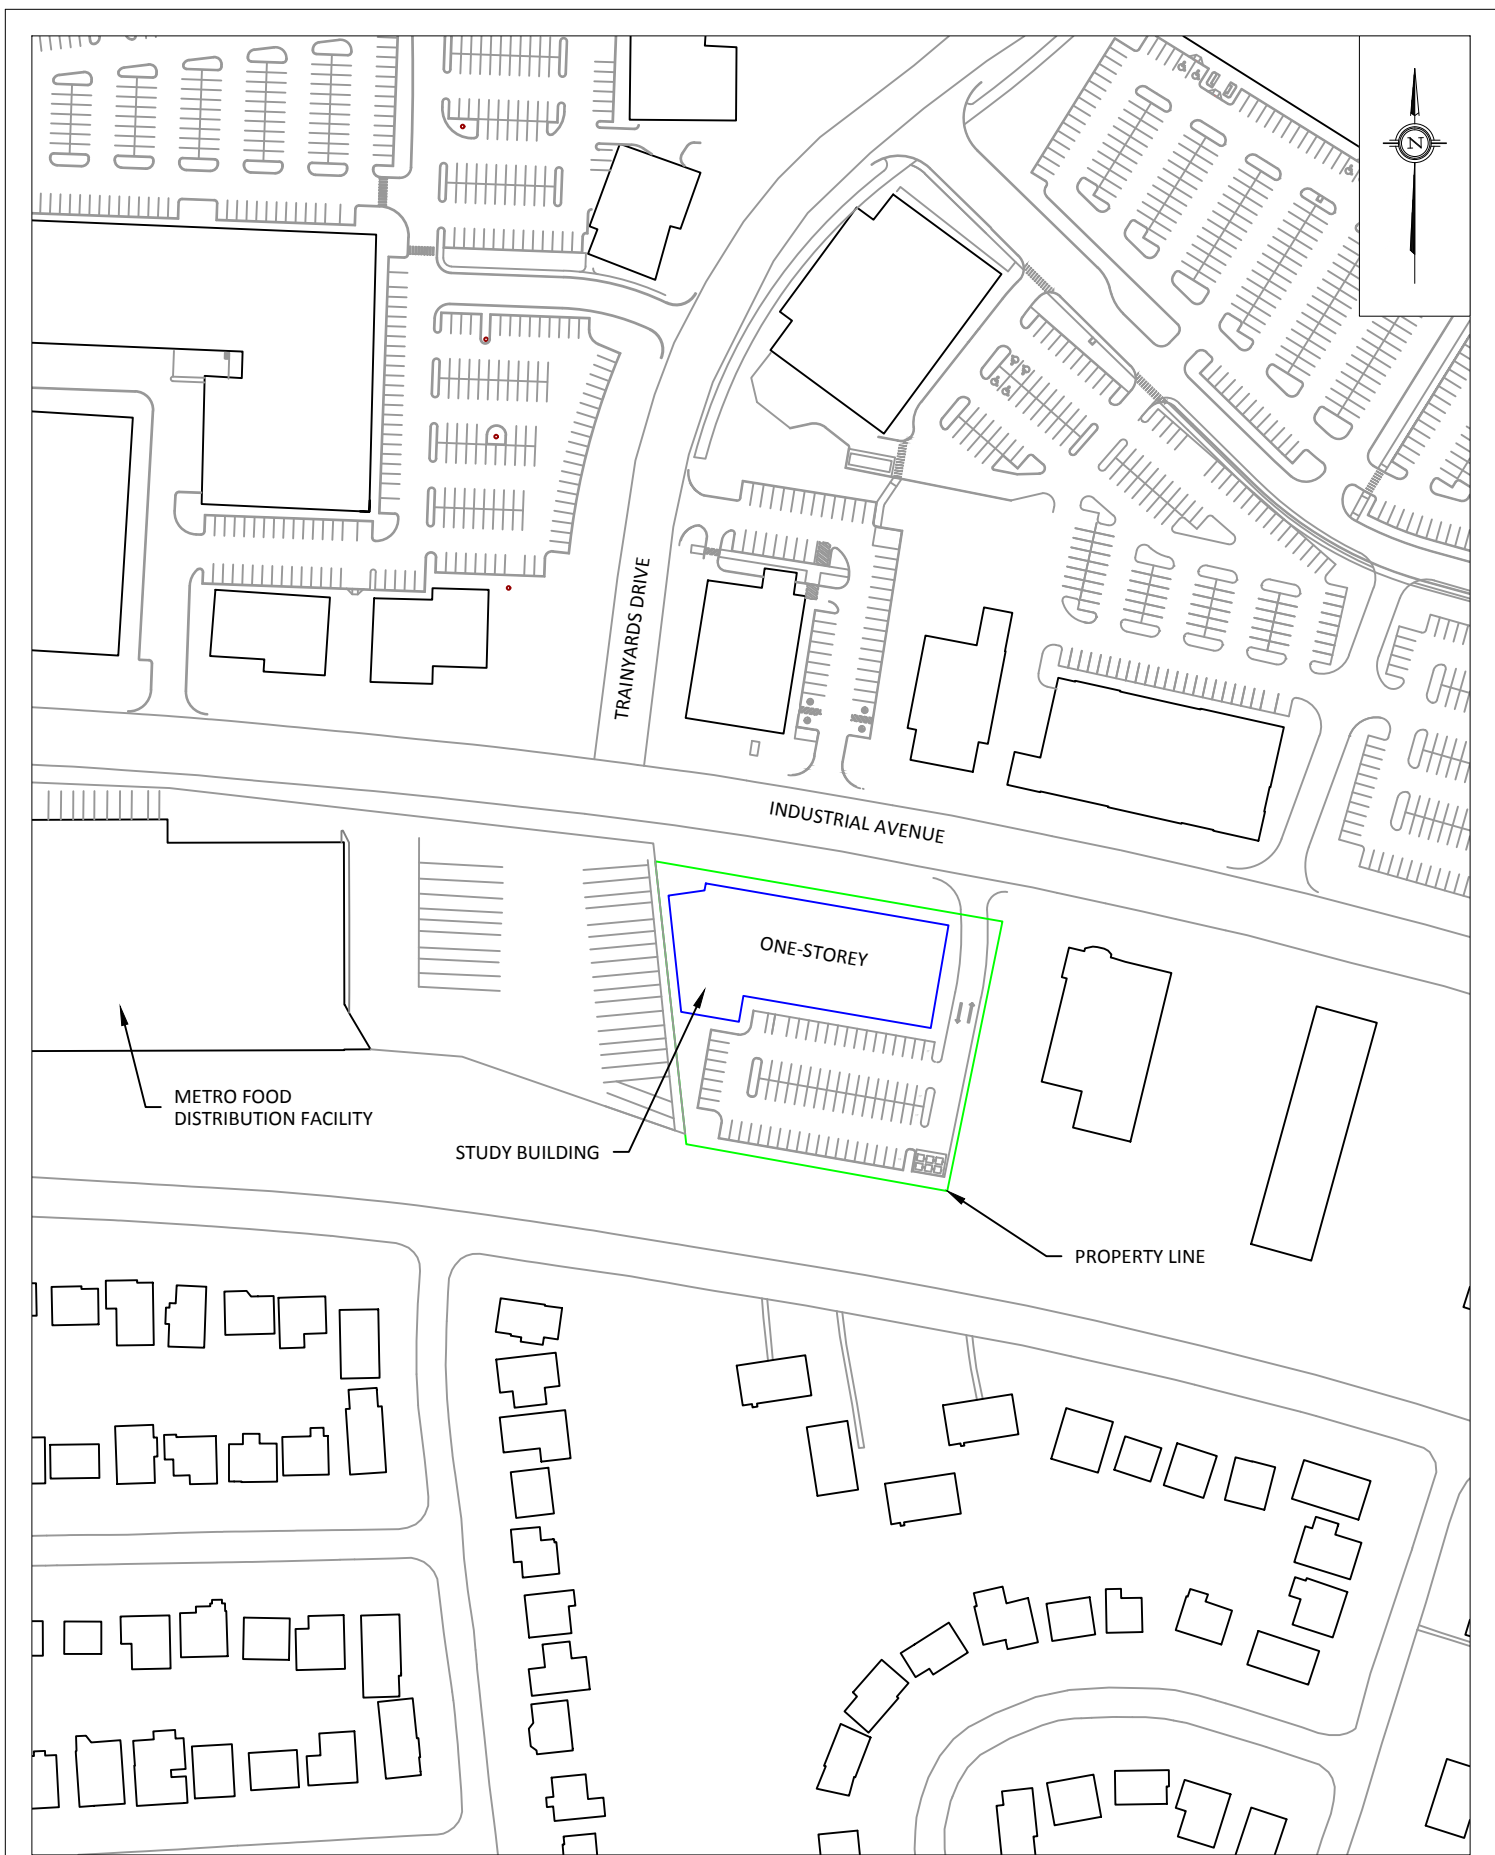 N
TRAINYARDS DRIVE
INDUSTRIAL AVENUE
ONE-STOREY
METRO FOOD
DISTRIBUTION FACILITY
STUDY BUILDING
PROPERTY LINE